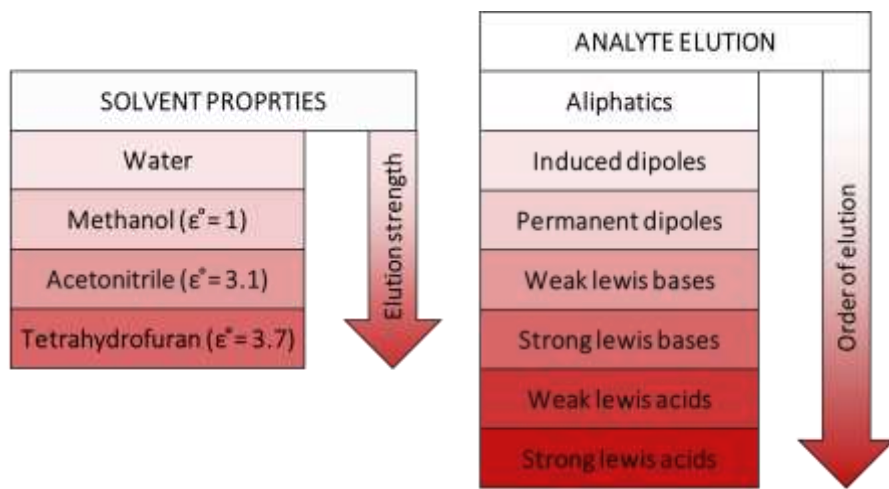 SOLVENT PROPRTIES
Water
Methanol (ε°= 1)
Acetonitrile (ε°= 3.1)
Tetrahydrofuran (ε°= 3.7)
Elution strength
ANALYTE ELUTION
Aliphatics
Induced dipoles
Permanent dipoles
Weak lewis bases
Strong lewis bases
Weak lewis acids
Strong lewis acids
Order of elution